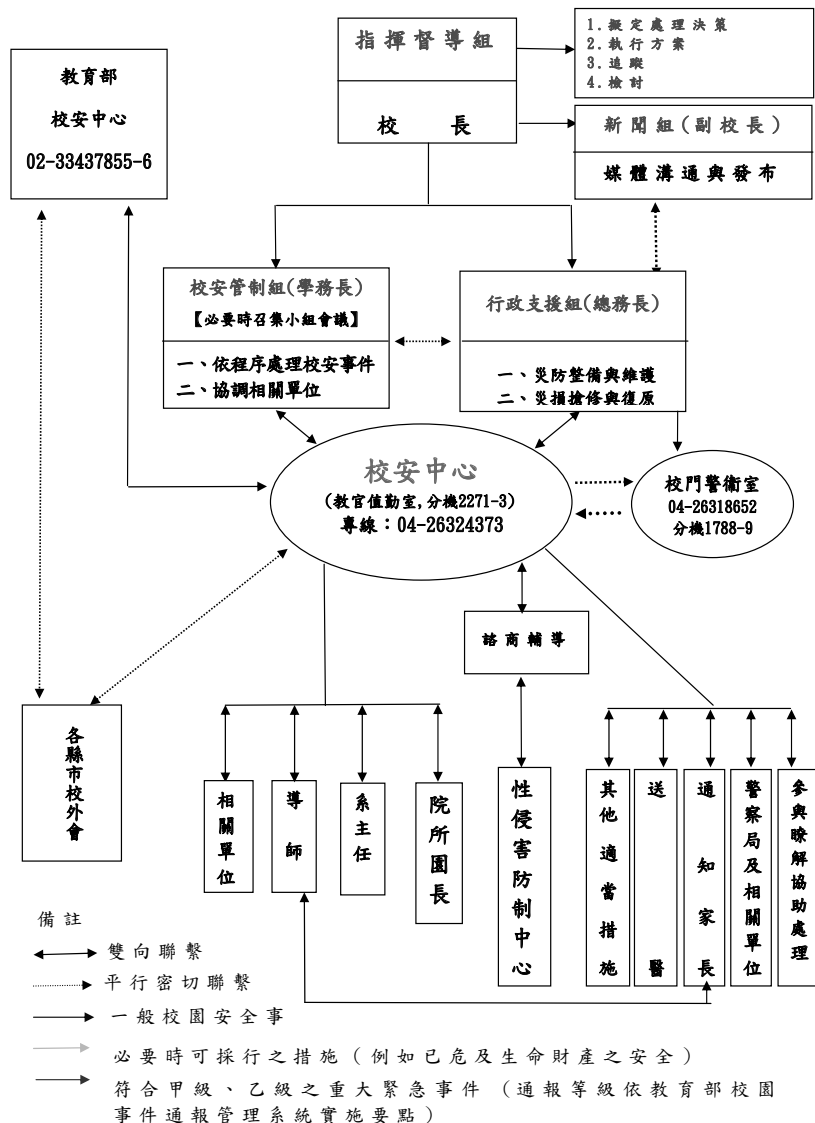 指揮督導組
校長
1.擬定處理決策
2.執行方案
3.追蹤
4.檢討
教育部
校安中心
02-33437855-6
新聞組(副校長)
媒體溝通與發布
校安管制組(學務長)
【必要時召集小組會議】
一、依程序處理校安事件
二、協調相關單位
行政支援組(總務長)
一、災防整備與維護
二、災損搶修與復原
校安中心
(教官值勤室,分機2271-3)
專線：04-26324373
校門警衛室
04-26318652
分機1788-9
諮商輔導
各縣市校外會
相關單位
導師
系主任
院所園長
性侵害防制中心
其他適當措施
送醫
通知家長
警察局及相關單位
參與瞭解協助處理
備註
雙向聯繫
平行密切聯繫
一般校園安全事
必要時可採行之措施（例如已危及生命財產之安全）
符合甲級、乙級之重大緊急事件（通報等級依教育部校園
事件通報管理系統實施要點）